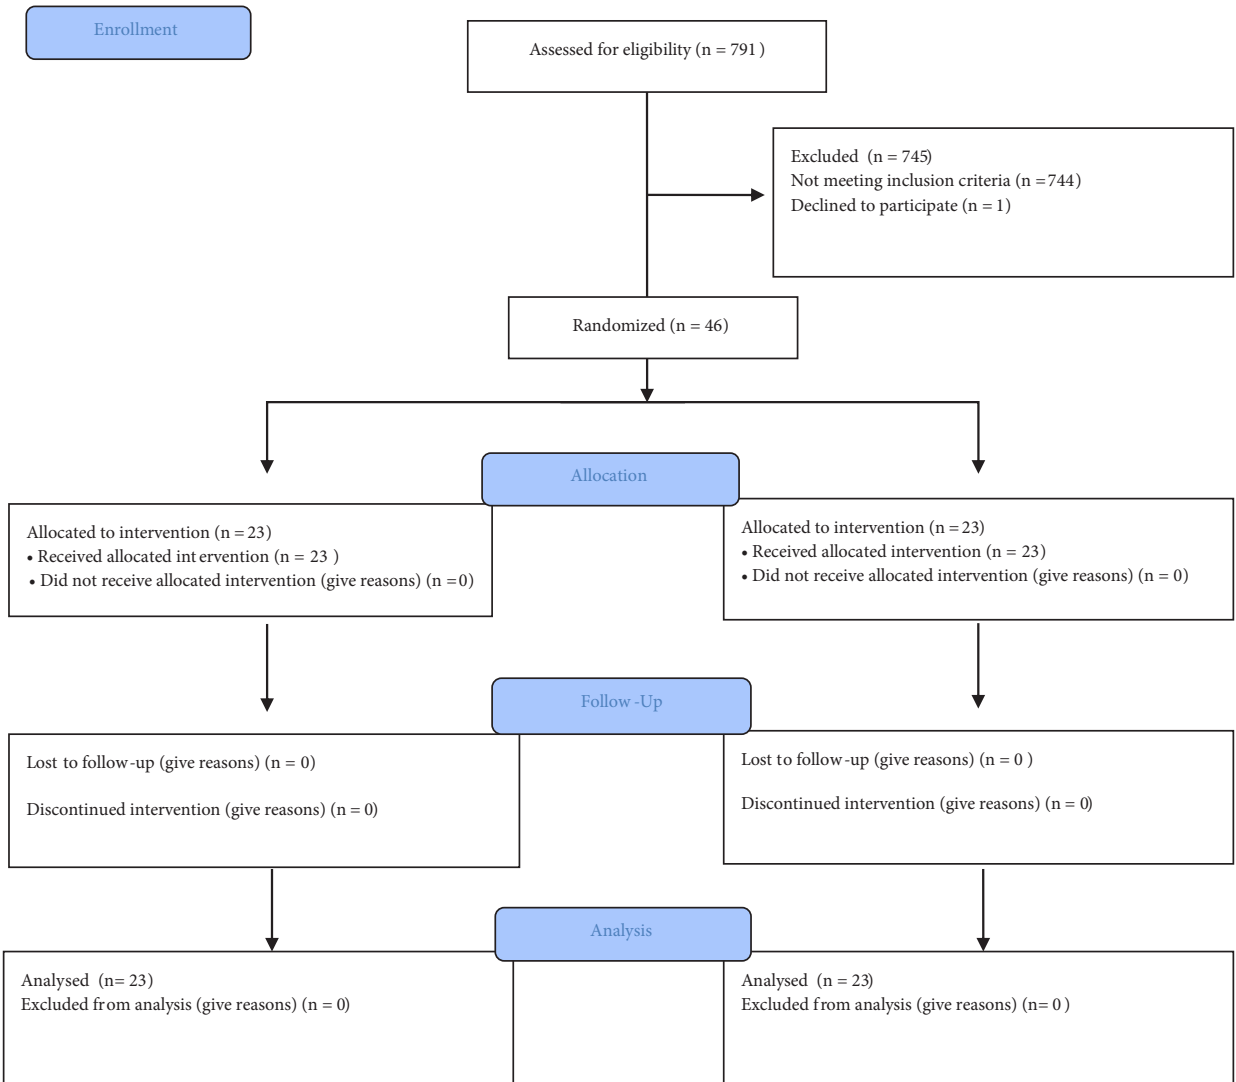 Enrollment
Assessed for eligibility (n = 791)
Excluded (n = 745)
Not meeting inclusion criteria (n = 744)
Declined to participate (n = 1)
Randomized (n = 46)
Allocation
Allocated to intervention (n = 23)
• Received allocated intervention (n = 23 )
• Did not receive allocated intervention (give reasons) (n = 0)
Allocated to intervention (n = 23)
• Received allocated intervention (n = 23)
• Did not receive allocated intervention (give reasons) (n = 0)
Follow-Up
Lost to follow-up (give reasons) (n = 0)
Discontinued intervention (give reasons) (n = 0)
Lost to follow-up (give reasons) (n = 0 )
Discontinued intervention (give reasons) (n = 0)
Analysis
Analysed (n= 23)
Excluded from analysis (give reasons) (n = 0)
Analysed (n = 23)
Excluded from analysis (give reasons) (n= 0 )